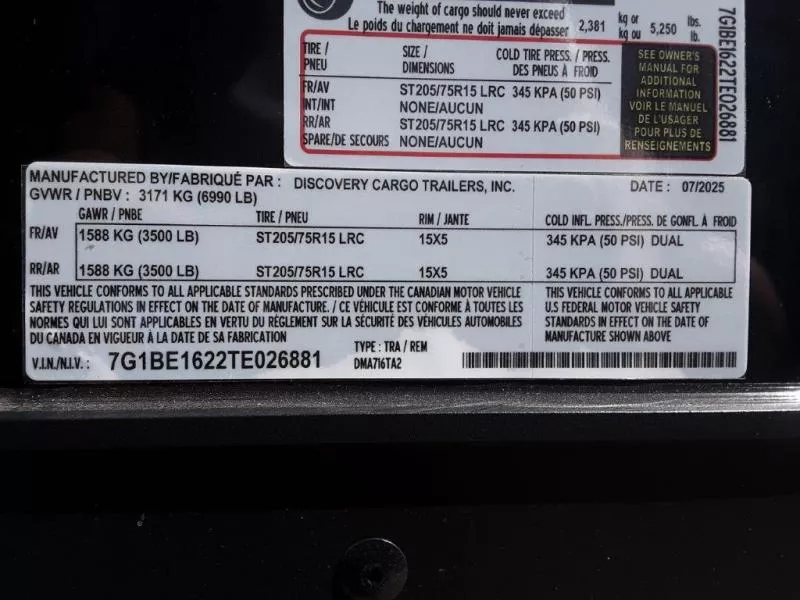 The weight of cargo should never exceed
Le poids du chargement ne doit jamais dépasser 2,381 kg or kg ou 5,250 lbs. lb.
TIRE / PNEU SIZE / DIMENSIONS COLD TIRE PRESS. / PRESS. DES PNEUS À FROID
FR/AV ST205/75R15 LRC 345 KPA (50 PSI)
INT/INT NONE/AUCUN
RR/AR ST205/75R15 LRC 345 KPA (50 PSI)
SPARE/DE SECOURS NONE/AUCUN
SEE OWNER'S
MANUAL FOR
ADDITIONAL
INFORMATION
VOIR LE MANUEL
DE L'USAGER
POUR PLUS DE
RENSEIGNEMENTS
7G1BE1622TE026881
MANUFACTURED BY/FABRIQUÉ PAR : DISCOVERY CARGO TRAILERS, INC. DATE : 07/2025
GVWR / PNBV : 3171 KG (6990 LB)
GAWR / PNBE TIRE / PNEU RIM / JANTE COLD INFL. PRESS./PRESS. DE GONFL. À FROID
FR/AV 1588 KG (3500 LB) ST205/75R15 LRC 15X5 345 KPA (50 PSI) DUAL
RR/AR 1588 KG (3500 LB) ST205/75R15 LRC 15X5 345 KPA (50 PSI) DUAL
THIS VEHICLE CONFORMS TO ALL APPLICABLE STANDARDS PRESCRIBED UNDER THE CANADIAN MOTOR VEHICLE
SAFETY REGULATIONS IN EFFECT ON THE DATE OF MANUFACTURE. / CE VÉHICULE EST CONFORME À TOUTES LES
NORMES QUI LUI SONT APPLICABLES EN VERTU DU RÈGLEMENT SUR LA SÉCURITÉ DES VÉHICULES AUTOMOBILES
DU CANADA EN VIGUEUR À LA DATE DE SA FABRICATION
THIS VEHICLE CONFORMS TO ALL APPLICABLE
U.S FEDERAL MOTOR VEHICLE SAFETY
STANDARDS IN EFFECT ON THE DATE OF
MANUFACTURE SHOWN ABOVE
V.I.N./N.I.V.: 7G1BE1622TE026881 TYPE : TRA / REM
DMA716TA2